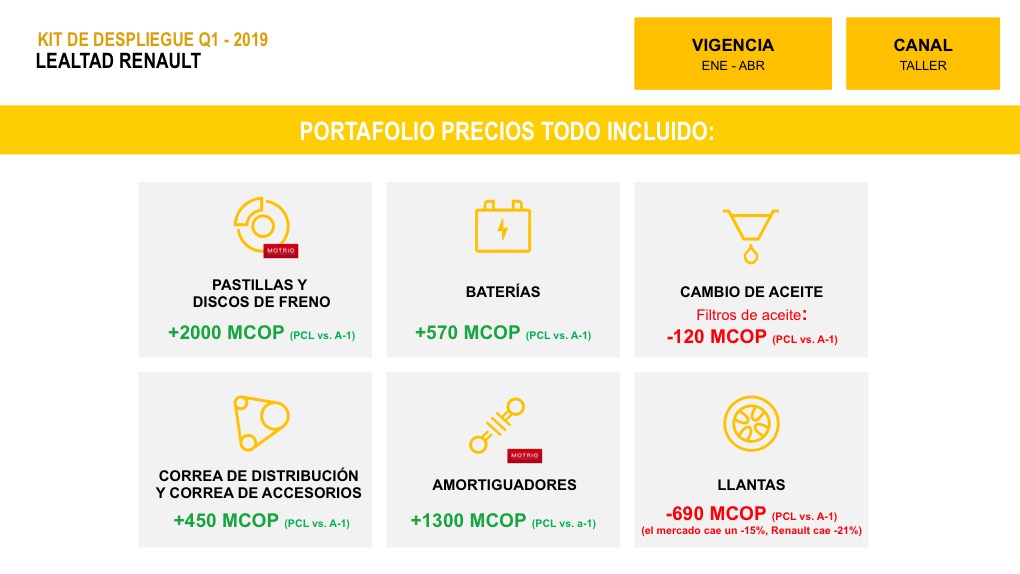 KIT DE DESPLIEGUE Q1 - 2019
LEALTAD RENAULT
VIGENCIA
ENE - ABR
CANAL
TALLER
PORTAFOLIO PRECIOS TODO INCLUIDO:
MOTRIO
PASTILLAS Y
DISCOS DE FRENO
+2000 MCOP (PCL vs. A-1)
BATERÍAS
+570 MCOP (PCL vs. A-1)
CAMBIO DE ACEITE
Filtros de aceite:
-120 MCOP (PCL vs. A-1)
CORREA DE DISTRIBUCIÓN
Y CORREA DE ACCESORIOS
+450 MCOP (PCL vs. A-1)
MOTRIO
AMORTIGUADORES
+1300 MCOP (PCL vs. a-1)
LLANTAS
-690 MCOP (PCL vs. A-1)
(el mercado cae un -15%, Renault cae -21%)